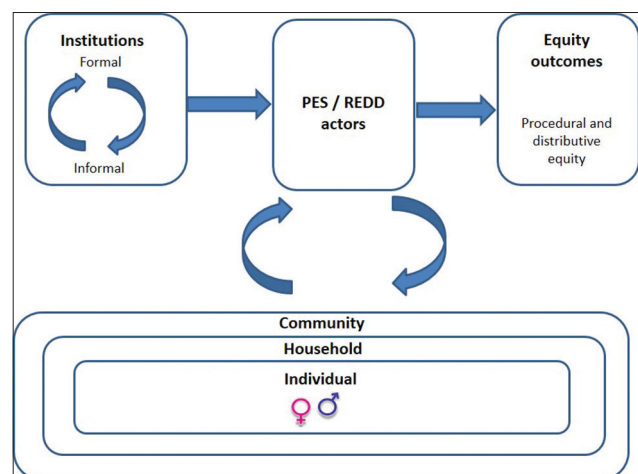 Institutions
Formal
Informal
PES / REDD
actors
Equity
outcomes
Procedural and
distributive
equity
Community
Household
Individual